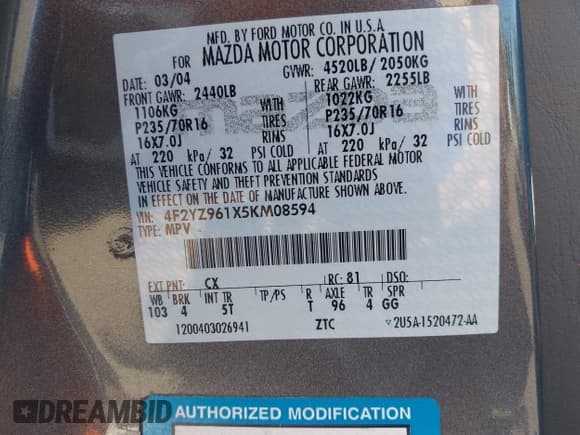 MFD. BY FORD MOTOR CO. IN U.S.A.
FOR MAZDA MOTOR CORPORATION
DATE: 03/04 GVWR: 4520LB/ 2050KG
FRONT GAWR: 2440LB REAR GAWR: 2255LB
1106KG WITH 1022KG WITH
P235/70R16 TIRES P235/70R16 TIRES
16X7.0J RIMS 16X7.0J RIMS
AT 220 kPa/ 32 PSI COLD AT 220 kPa/ 32 PSI COLD
THIS VEHICLE CONFORMS TO ALL APPLICABLE FEDERAL MOTOR
VEHICLE SAFETY AND THEFT PREVENTION STANDARDS
IN EFFECT ON THE DATE OF MANUFACTURE SHOWN ABOVE.
VIN: 4F2YZ961X5KM08594
TYPE: MPV
EXT PNT: CX RC: 81 DSO:
WB BRK INT TR TP/PS R AXLE TR SPR
103 4 5T T 96 4 GG
1200403026941 ZTC 2U5A-1520472-AA
AUTHORIZED MODIFICATION
DREAMBID